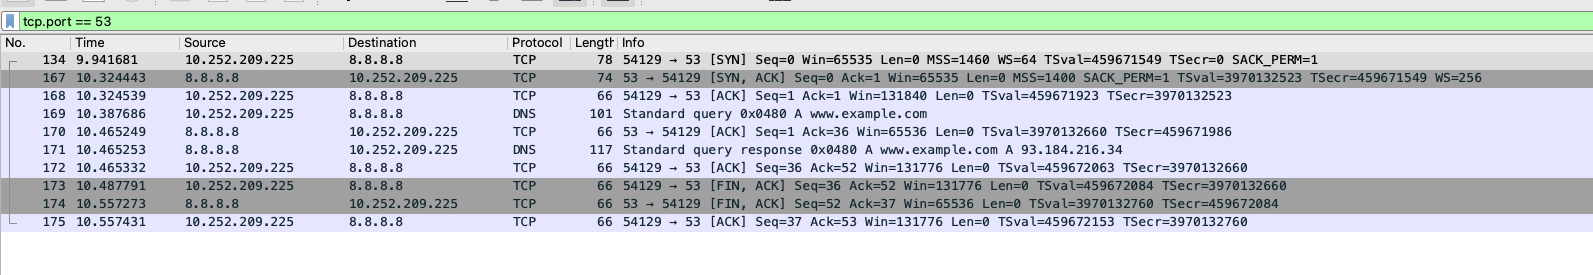 tcp.port == 53
No. Time Source Destination Protocol Length Info
134 9.941681 10.252.209.225 8.8.8.8 TCP 78 54129 → 53 [SYN] Seq=0 Win=65535 Len=0 MSS=1460 WS=64 TSval=459671549 TSecr=0 SACK_PERM=1
167 10.324443 8.8.8.8 10.252.209.225 TCP 74 53 → 54129 [SYN, ACK] Seq=0 Ack=1 Win=65535 Len=0 MSS=1400 SACK_PERM=1 TSval=3970132523 TSecr=459671549 WS=256
168 10.324539 10.252.209.225 8.8.8.8 TCP 66 54129 → 53 [ACK] Seq=1 Ack=1 Win=131840 Len=0 TSval=459671923 TSecr=3970132523
169 10.387686 10.252.209.225 8.8.8.8 DNS 101 Standard query 0x0480 A www.example.com
170 10.465249 8.8.8.8 10.252.209.225 TCP 66 53 → 54129 [ACK] Seq=1 Ack=36 Win=65536 Len=0 TSval=3970132660 TSecr=459671986
171 10.465253 8.8.8.8 10.252.209.225 DNS 117 Standard query response 0x0480 A www.example.com A 93.184.216.34
172 10.465332 10.252.209.225 8.8.8.8 TCP 66 54129 → 53 [ACK] Seq=36 Ack=52 Win=131776 Len=0 TSval=459672063 TSecr=3970132660
173 10.487791 10.252.209.225 8.8.8.8 TCP 66 54129 → 53 [FIN, ACK] Seq=36 Ack=52 Win=131776 Len=0 TSval=459672084 TSecr=3970132660
174 10.557273 8.8.8.8 10.252.209.225 TCP 66 53 → 54129 [FIN, ACK] Seq=52 Ack=37 Win=65536 Len=0 TSval=3970132760 TSecr=459672084
175 10.557431 10.252.209.225 8.8.8.8 TCP 66 54129 → 53 [ACK] Seq=37 Ack=53 Win=131776 Len=0 TSval=459672153 TSecr=3970132760